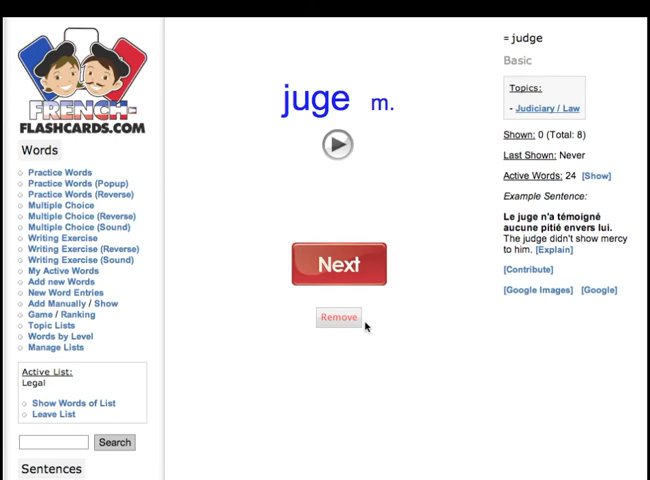 FRENCH-
FLASHCARDS.COM
Words
Practice Words
Practice Words (Popup)
Practice Words (Reverse)
Multiple Choice
Multiple Choice (Reverse)
Multiple Choice (Sound)
Writing Exercise
Writing Exercise (Reverse)
Writing Exercise (Sound)
My Active Words
Add new Words
New Word Entries
Add Manually / Show
Game / Ranking
Topic Lists
Words by Level
Manage Lists
Active List:
Legal
Show Words of List
Leave List
Search
Sentences
juge m.
Next
Remove
= judge
Basic
Topics:
- Judiciary / Law
Shown: 0 (Total: 8)
Last Shown: Never
Active Words: 24 [Show]
Example Sentence:
Le juge n'a témoigné
aucune pitié envers lui.
The judge didn't show mercy
to him. [Explain]
[Contribute]
[Google Images] [Google]